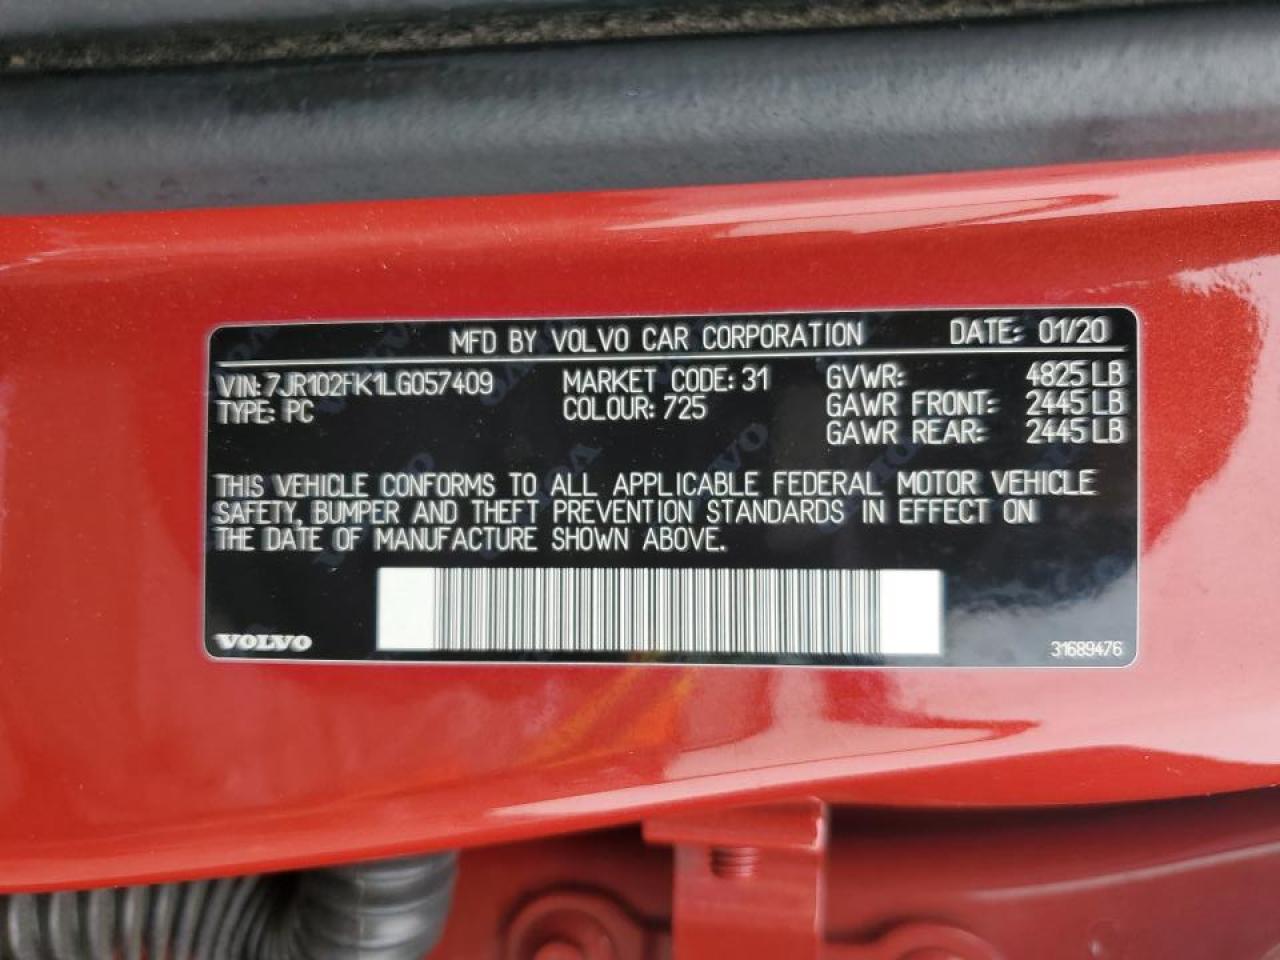 MFD BY VOLVO CAR CORPORATION DATE: 01/20
VIN: 7JR102FK1LG057409 MARKET CODE: 31 GVWR: 4825 LB
TYPE: PC COLOUR: 725 GAWR FRONT: 2445 LB
GAWR REAR: 2445 LB
THIS VEHICLE CONFORMS TO ALL APPLICABLE FEDERAL MOTOR VEHICLE
SAFETY, BUMPER AND THEFT PREVENTION STANDARDS IN EFFECT ON
THE DATE OF MANUFACTURE SHOWN ABOVE.
VOLVO 31689476